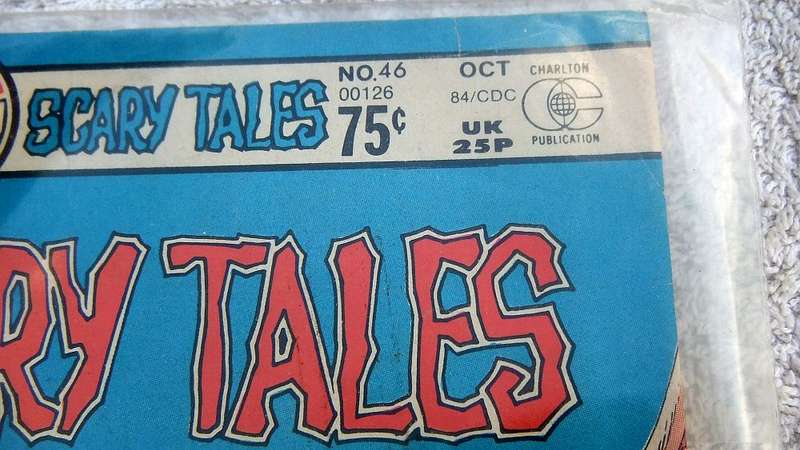 SCARY TALES
NO.46
00126
75¢
OCT
84/CDC
UK
25P
CHARLTON
C
PUBLICATION
RY TALES